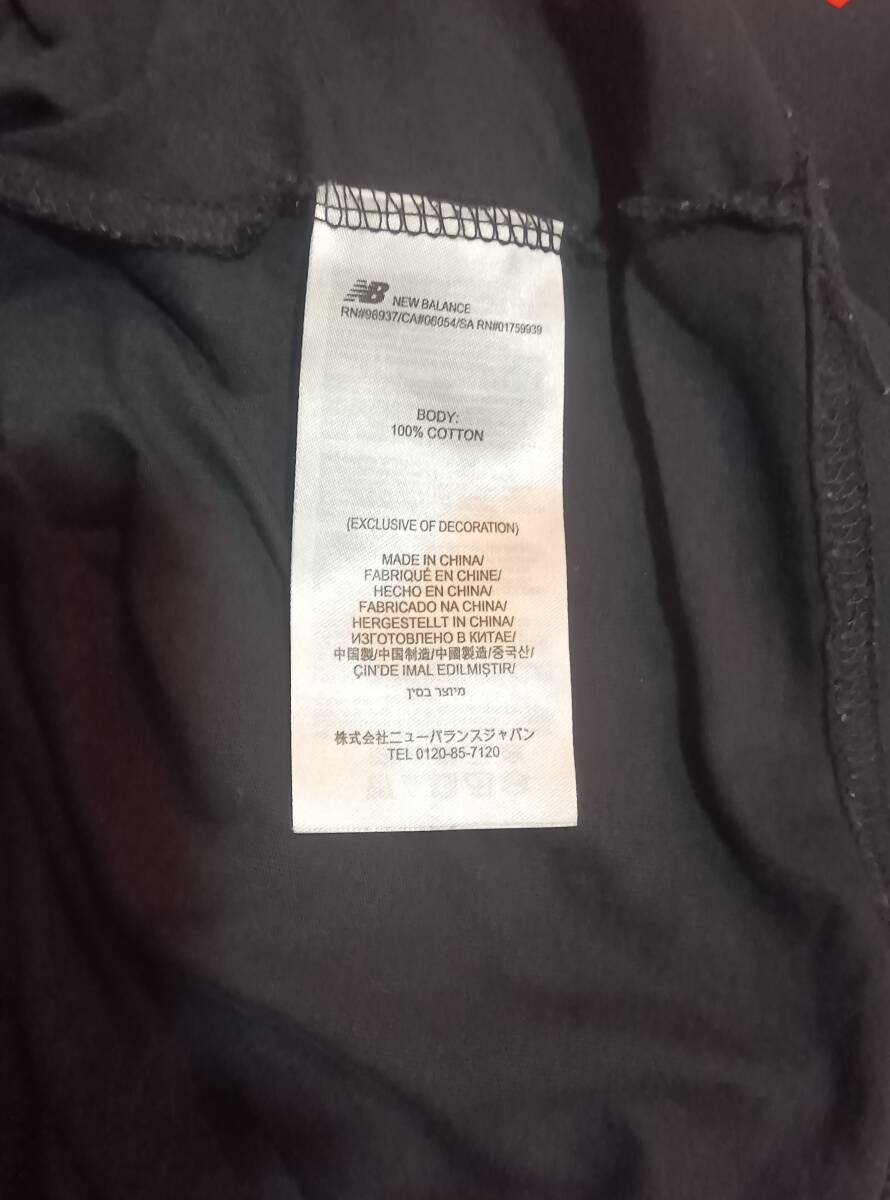 NB NEW BALANCE
RN#96937/CA#06054/SA RN#01759939
BODY:
100% COTTON
(EXCLUSIVE OF DECORATION)
MADE IN CHINA/
FABRIQUÉ EN CHINE/
HECHO EN CHINA/
FABRICADO NA CHINA/
HERGESTELLT IN CHINA/
ИЗГОТОВЛЕНО В КИТАЕ/
中国製/中国制造/中國製造/중국산/
ÇIN'DE IMAL EDILMIŞTIR/
מיוצר בסין
株式会社ニューバランスジャパン
TEL 0120-85-7120